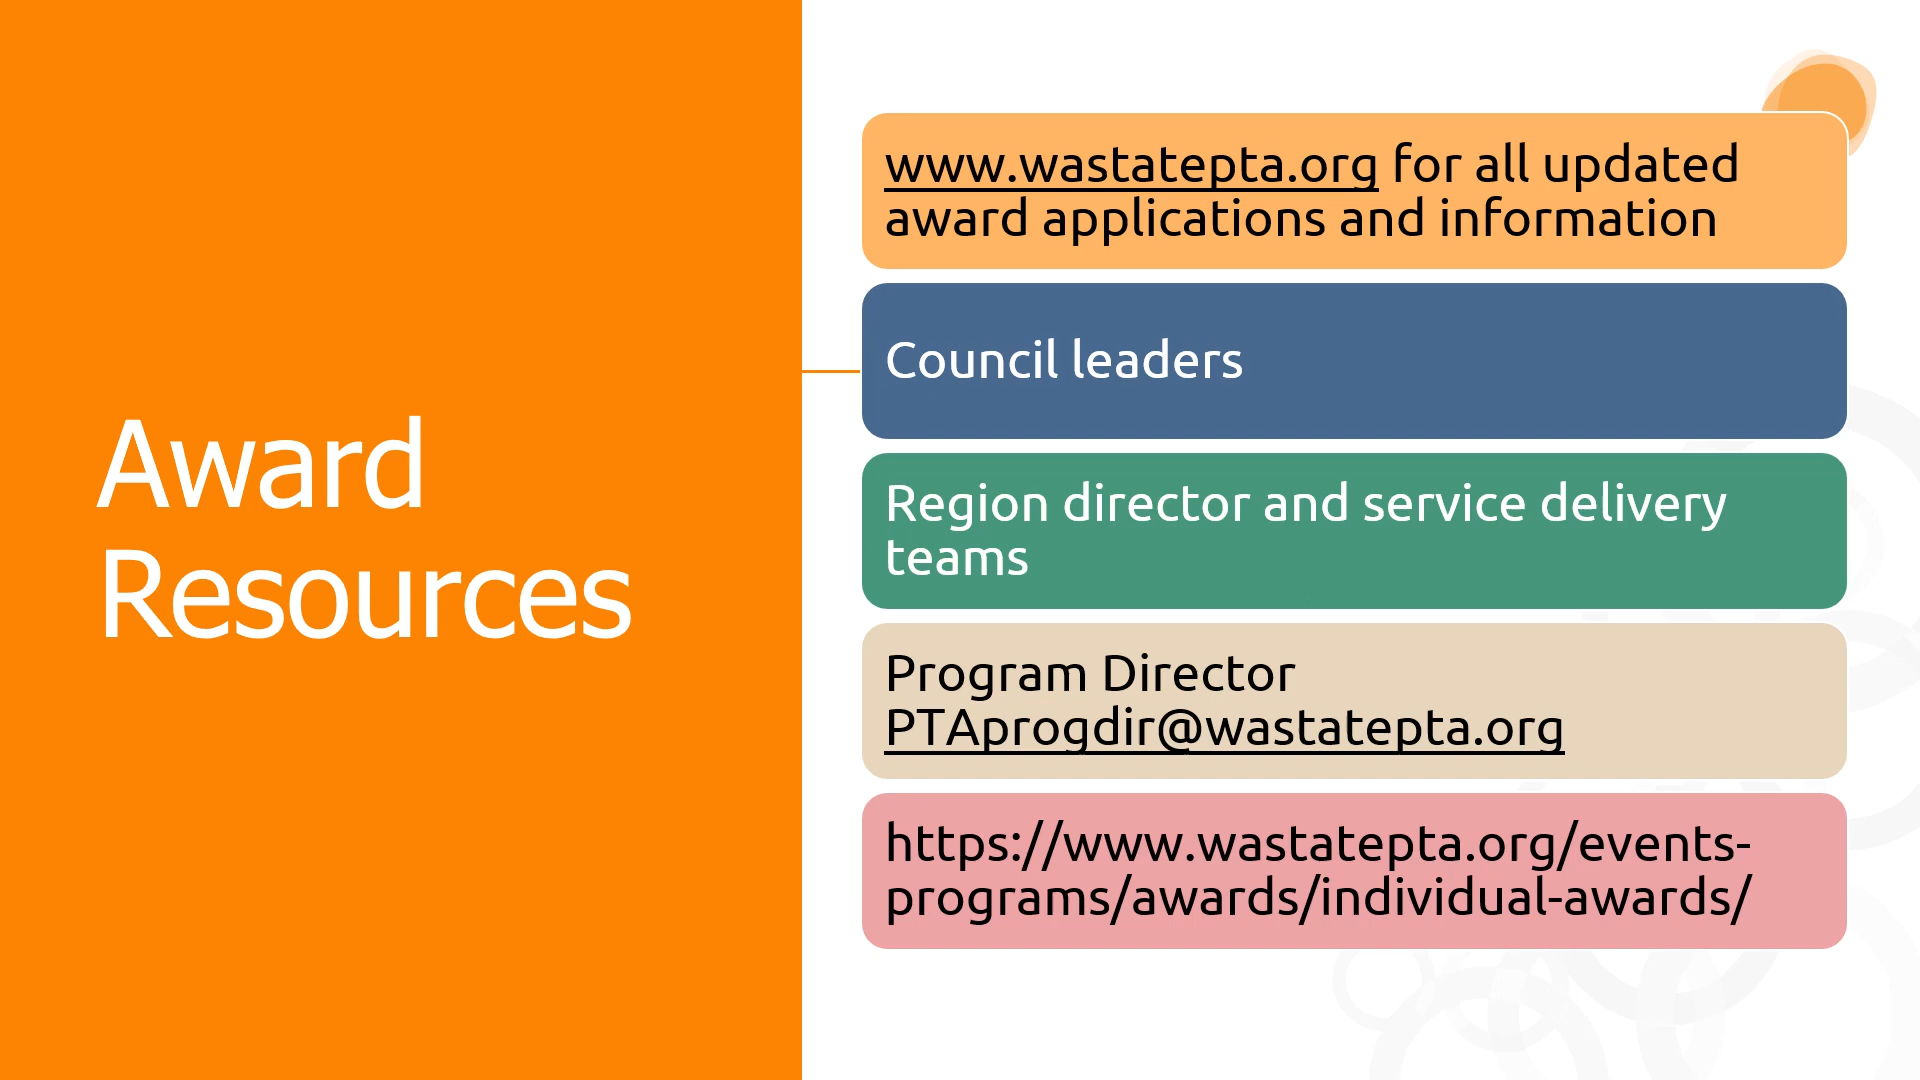 Award
Resources
www.wastatepta.org for all updated
award applications and information
Council leaders
Region director and service delivery
teams
Program Director
PTAprogdir@wastatepta.org
https://www.wastatepta.org/events-
programs/awards/individual-awards/